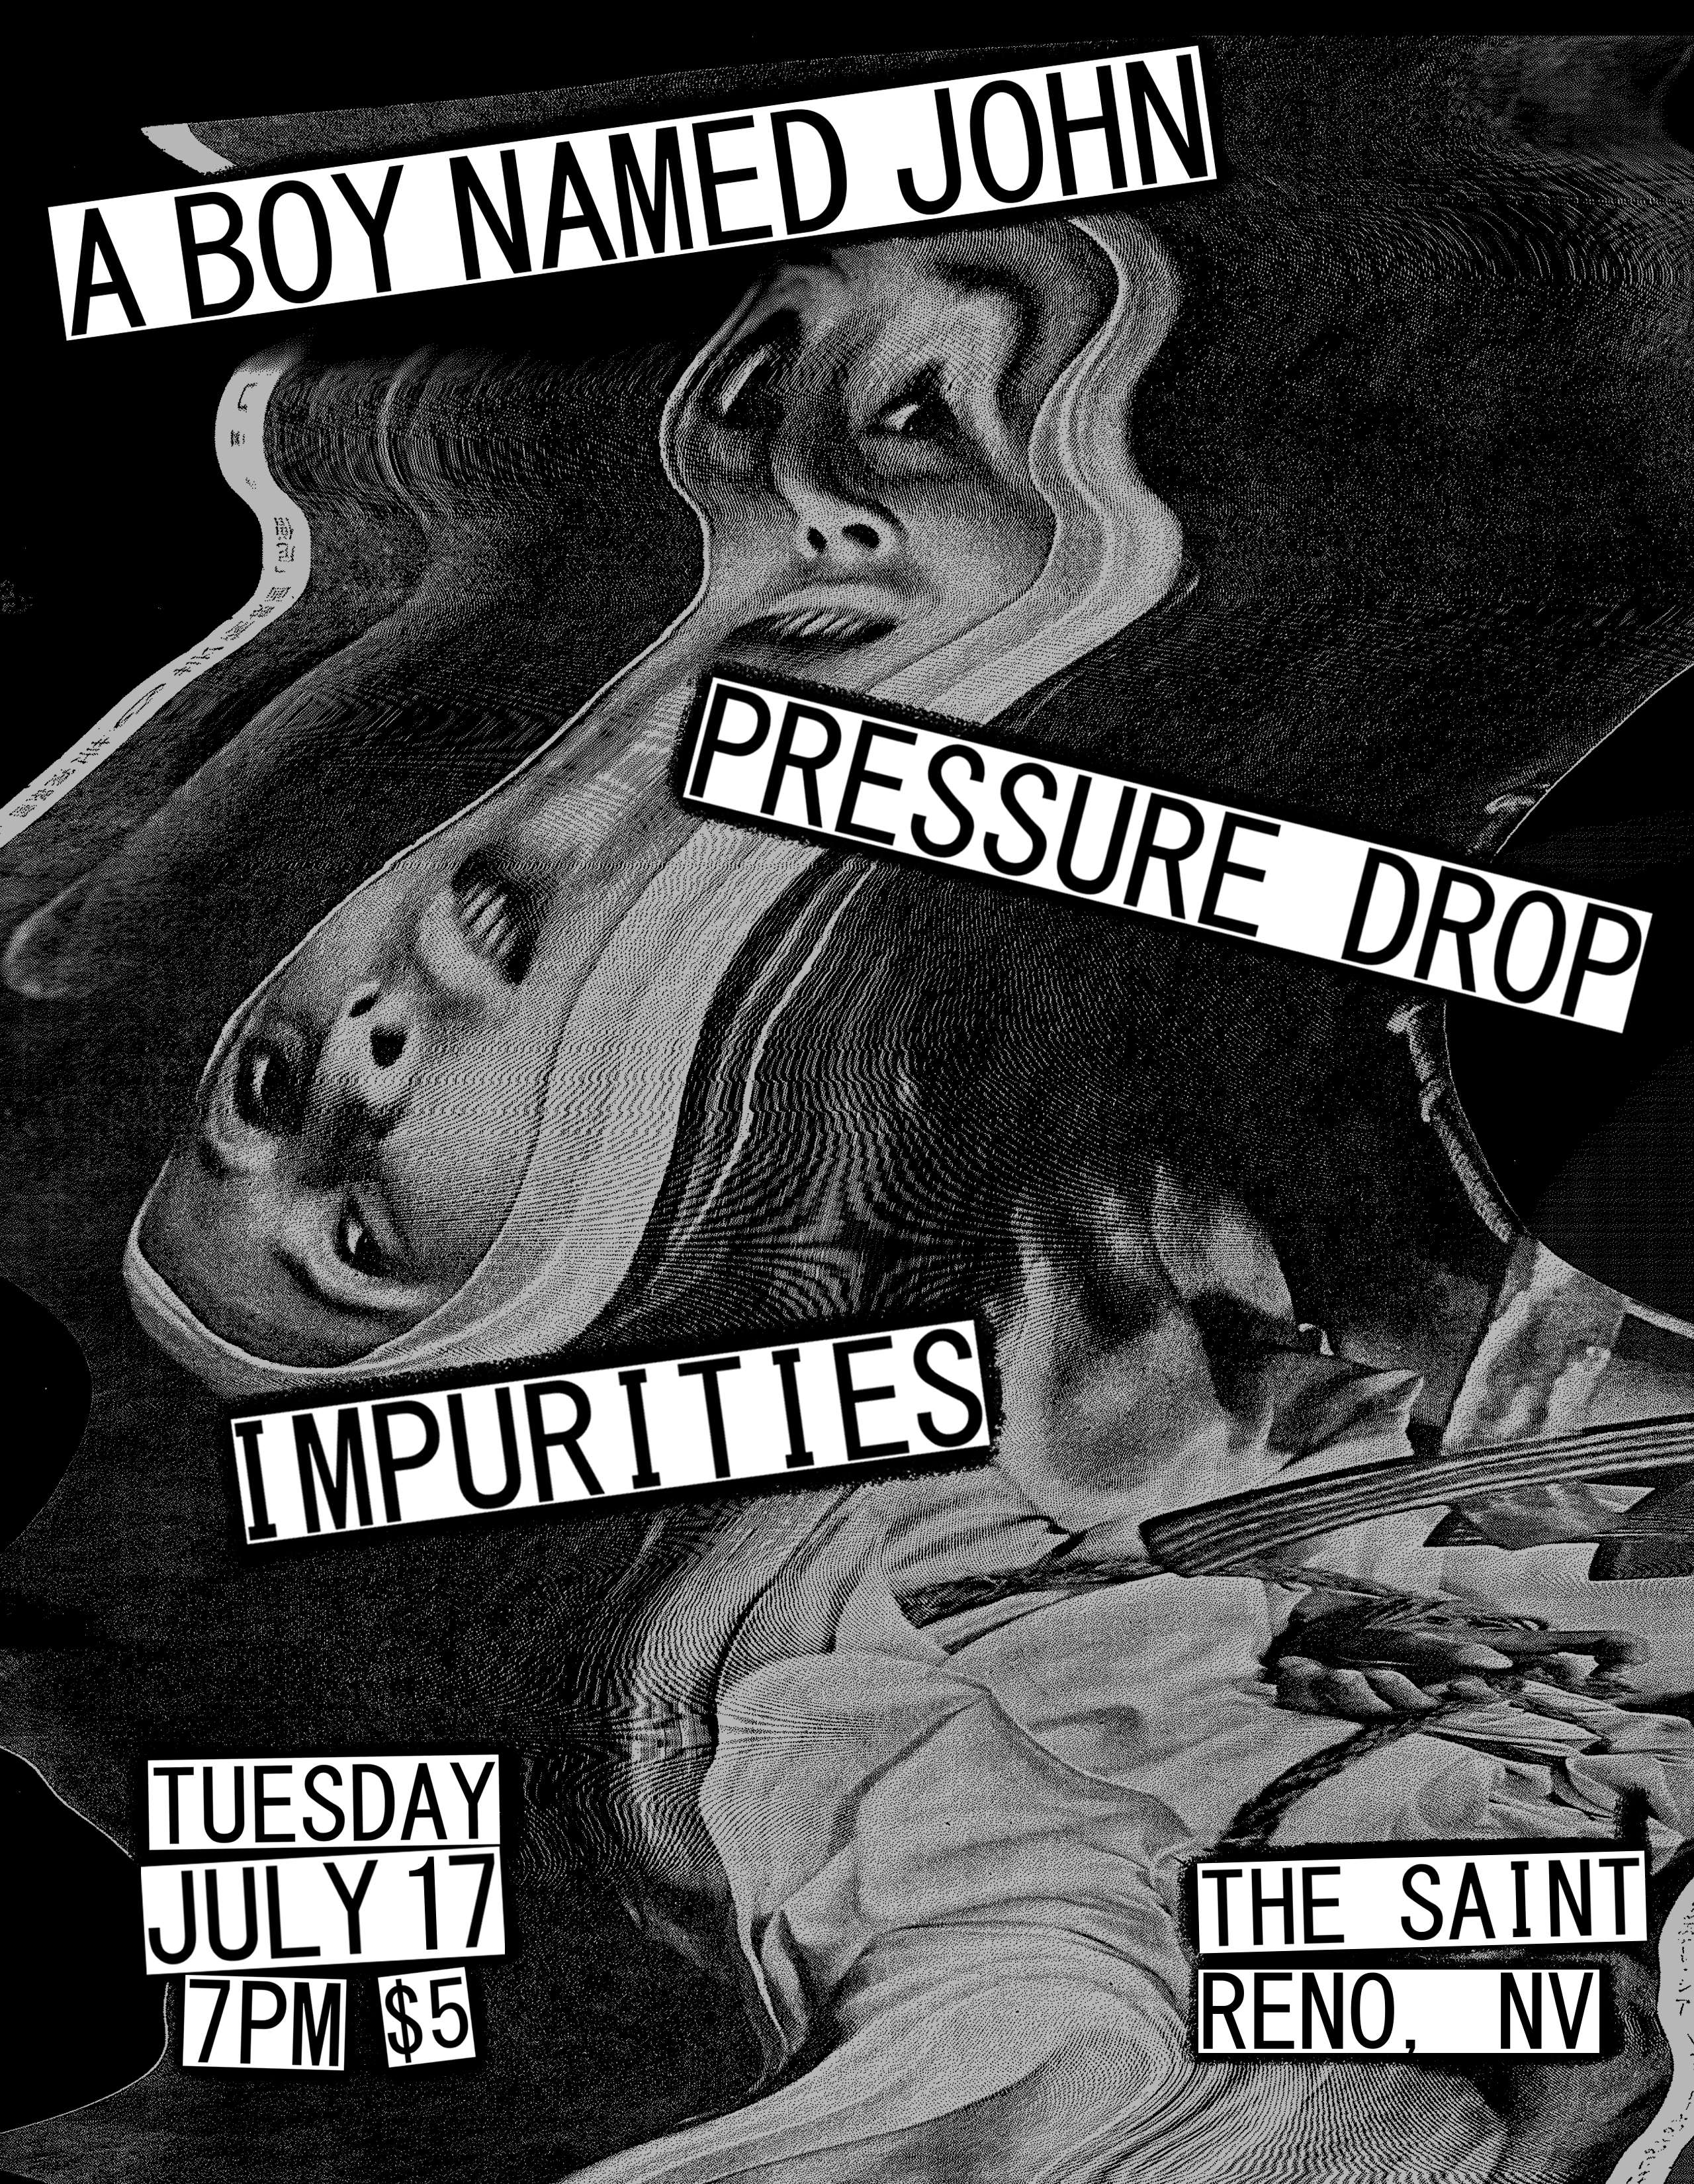 A BOY NAMED JOHN
PRESSURE DROP
IMPURITIES
TUESDAY
JULY 17
7PM $5
THE SAINT
RENO, NV